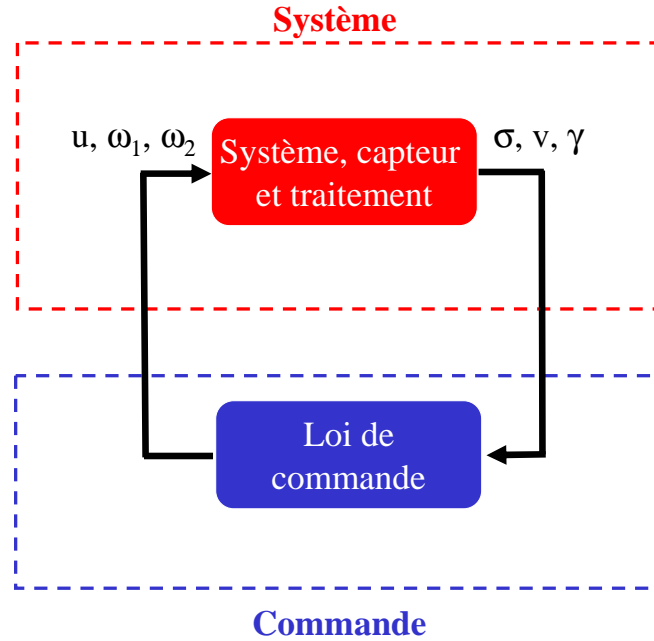 Système
u, ω₁, ω₂
Système, capteur
et traitement
σ, v, γ
Loi de
commande
Commande